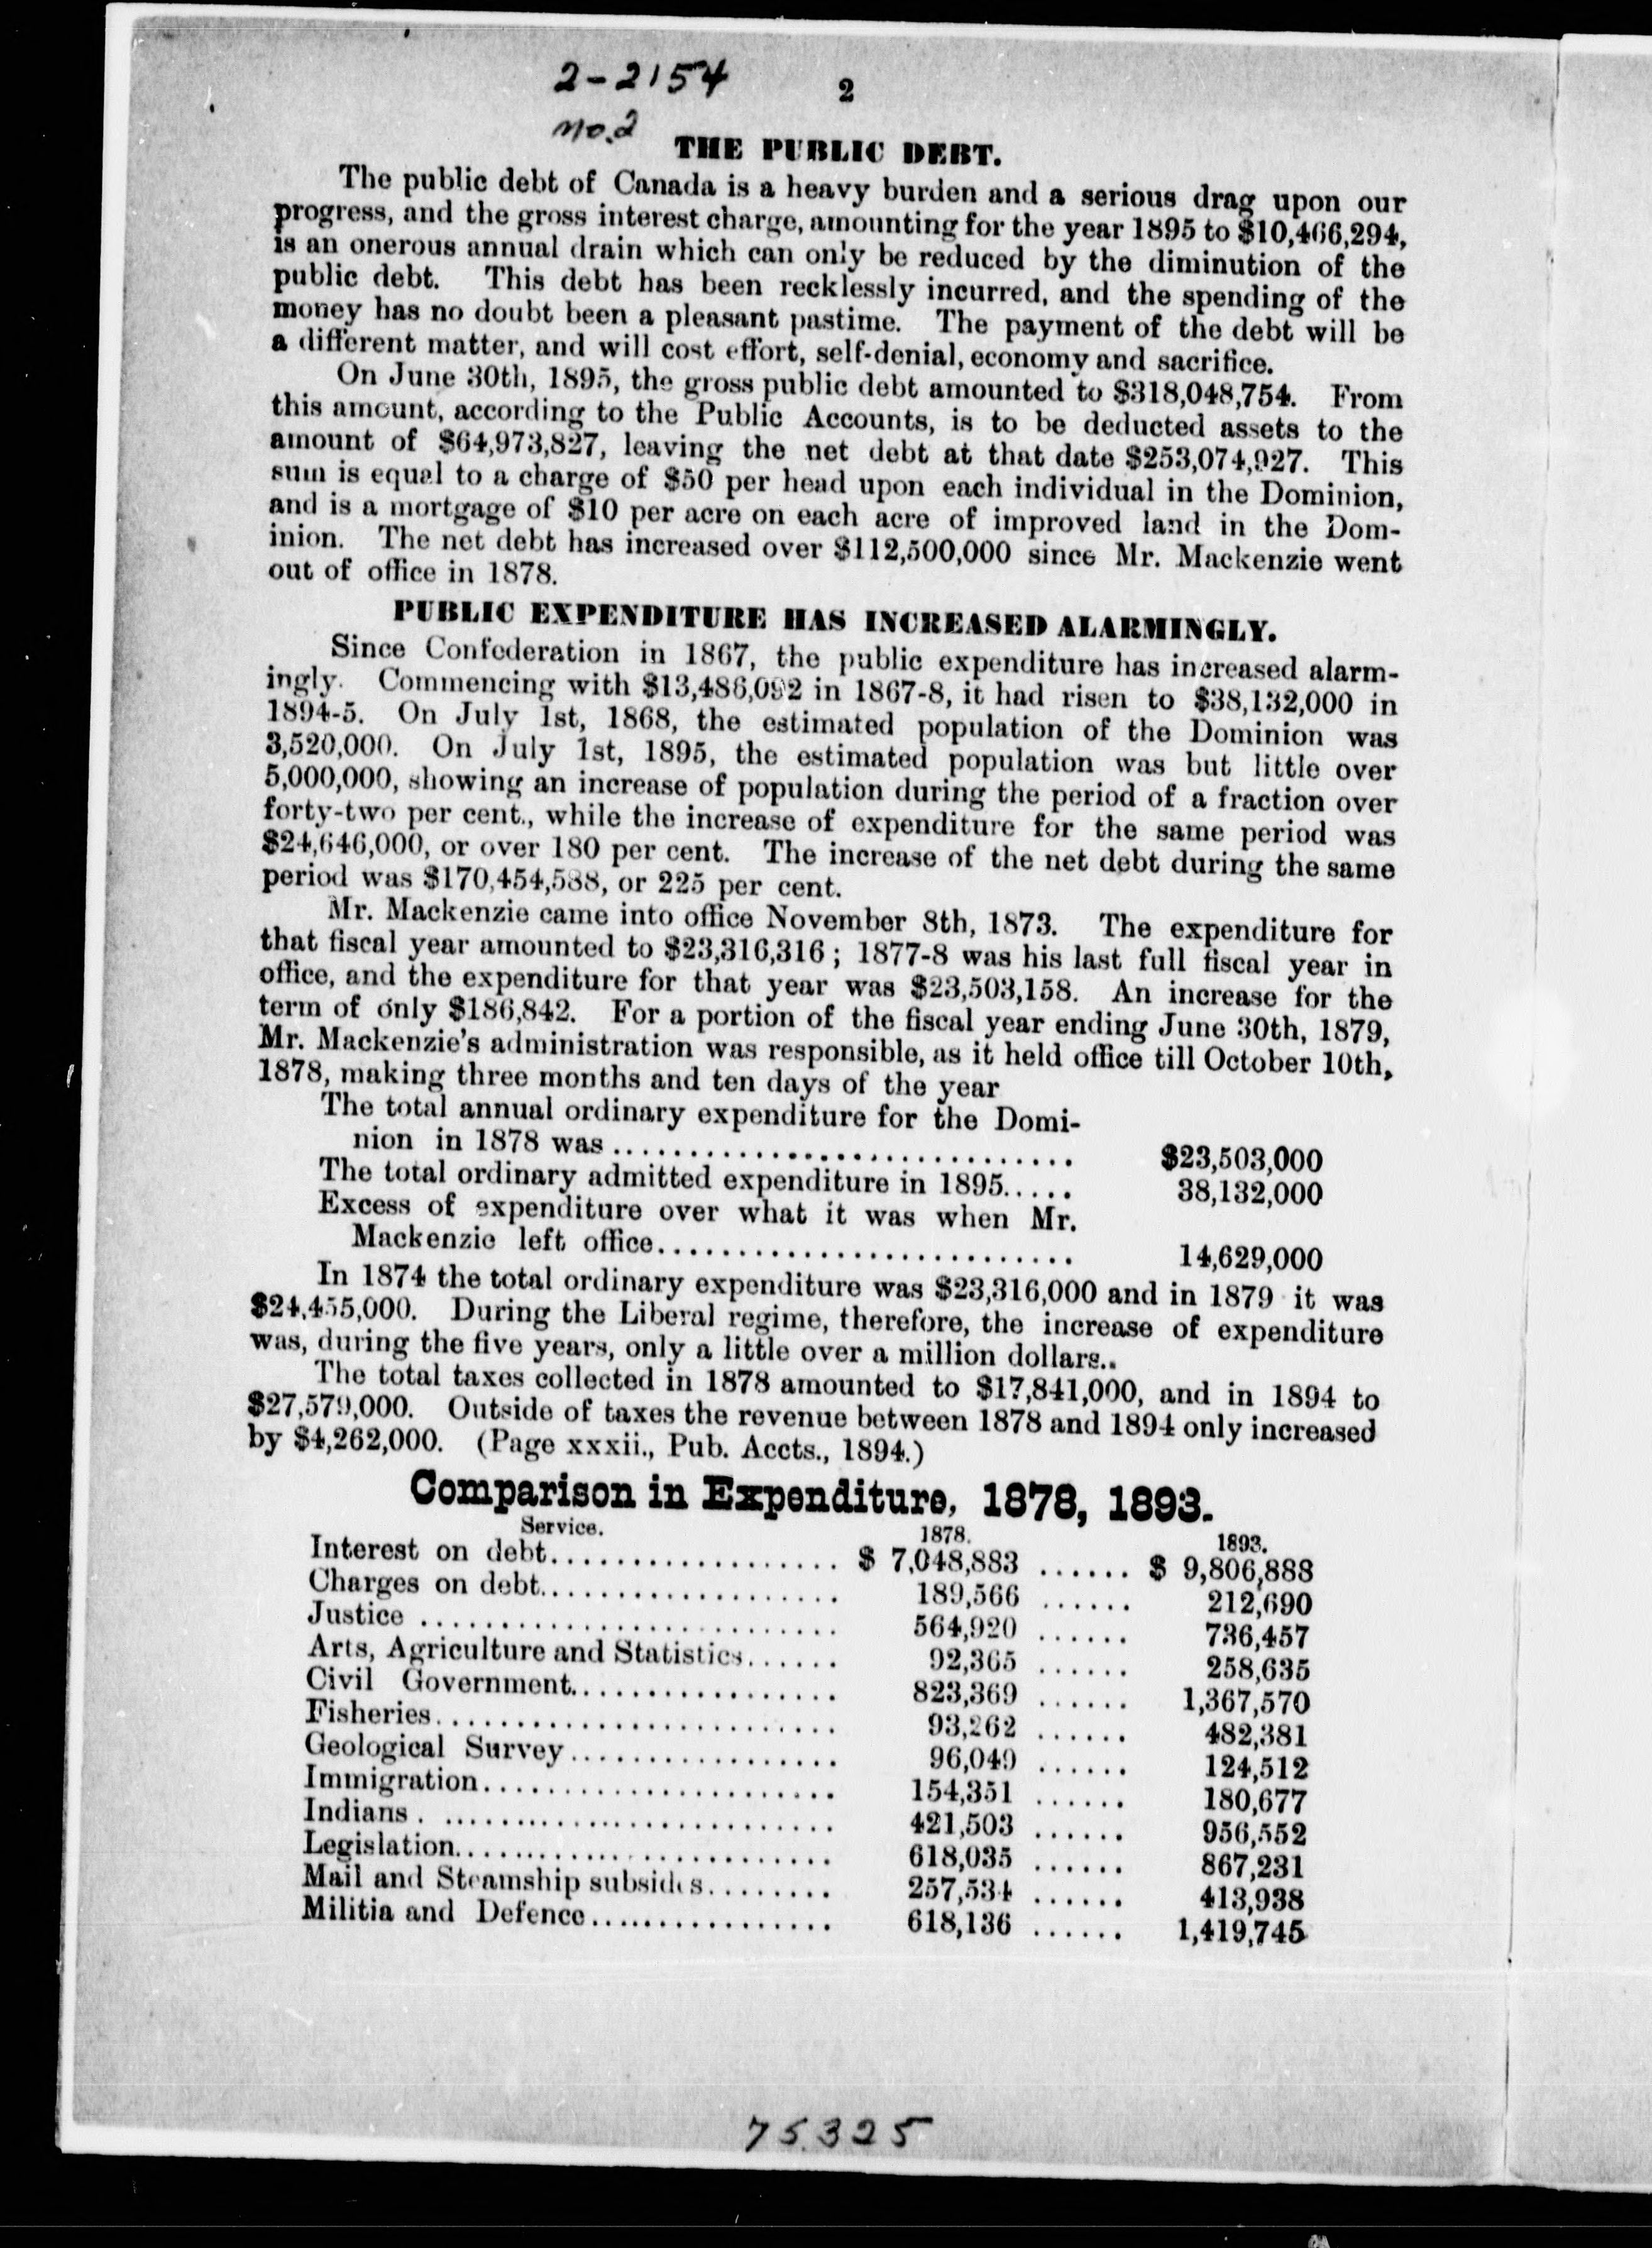 2-2154
2
no. 2
THE PUBLIC DEBT.
The public debt of Canada is a heavy burden and a serious drag upon our
progress, and the gross interest charge, amounting for the year 1895 to $10,466,294,
is an onerous annual drain which can only be reduced by the diminution of the
public debt. This debt has been recklessly incurred, and the spending of the
money has no doubt been a pleasant pastime. The payment of the debt will be
a different matter, and will cost effort, self-denial, economy and sacrifice.
On June 30th, 1895, the gross public debt amounted to $318,048,754. From
this amount, according to the Public Accounts, is to be deducted assets to the
amount of $64,973,827, leaving the net debt at that date $253,074,927. This
sum is equal to a charge of $50 per head upon each individual in the Dominion,
and is a mortgage of $10 per acre on each acre of improved land in the Dom-
inion. The net debt has increased over $112,500,000 since Mr. Mackenzie went
out of office in 1878.
PUBLIC EXPENDITURE HAS INCREASED ALARMINGLY.
Since Confederation in 1867, the public expenditure has increased alarm-
ingly. Commencing with $13,486,092 in 1867-8, it had risen to $38,132,000 in
1894-5. On July 1st, 1868, the estimated population of the Dominion was
3,520,000. On July 1st, 1895, the estimated population was but little over
5,000,000, showing an increase of population during the period of a fraction over
forty-two per cent., while the increase of expenditure for the same period was
$24,646,000, or over 180 per cent. The increase of the net debt during the same
period was $170,454,588, or 225 per cent.
Mr. Mackenzie came into office November 8th, 1873. The expenditure for
that fiscal year amounted to $23,316,316; 1877-8 was his last full fiscal year in
office, and the expenditure for that year was $23,503,158. An increase for the
term of only $186,842. For a portion of the fiscal year ending June 30th, 1879,
Mr. Mackenzie's administration was responsible, as it held office till October 10th,
1878, making three months and ten days of the year
The total annual ordinary expenditure for the Domi-
nion in 1878 was .............................. $23,503,000
The total ordinary admitted expenditure in 1895..... 38,132,000
Excess of expenditure over what it was when Mr.
Mackenzie left office........................... 14,629,000
In 1874 the total ordinary expenditure was $23,316,000 and in 1879 it was
$24,455,000. During the Liberal regime, therefore, the increase of expenditure
was, during the five years, only a little over a million dollars..
The total taxes collected in 1878 amounted to $17,841,000, and in 1894 to
$27,579,000. Outside of taxes the revenue between 1878 and 1894 only increased
by $4,262,000. (Page xxxii., Pub. Accts., 1894.)
Comparison in Expenditure, 1878, 1893.
Service. 1878. 1893.
Interest on debt................... $ 7,048,883 ...... $ 9,806,888
Charges on debt.................... 189,566 ...... 212,690
Justice ........................... 564,920 ...... 736,457
Arts, Agriculture and Statistics...... 92,365 ...... 258,635
Civil Government.................. 823,369 ...... 1,367,570
Fisheries.......................... 93,262 ...... 482,381
Geological Survey.................. 96,049 ...... 124,512
Immigration....................... 154,351 ...... 180,677
Indians. .......................... 421,503 ...... 956,552
Legislation......................... 618,035 ...... 867,231
Mail and Steamship subsidies........ 257,534 ...... 413,938
Militia and Defence................ 618,136 ...... 1,419,745
75325